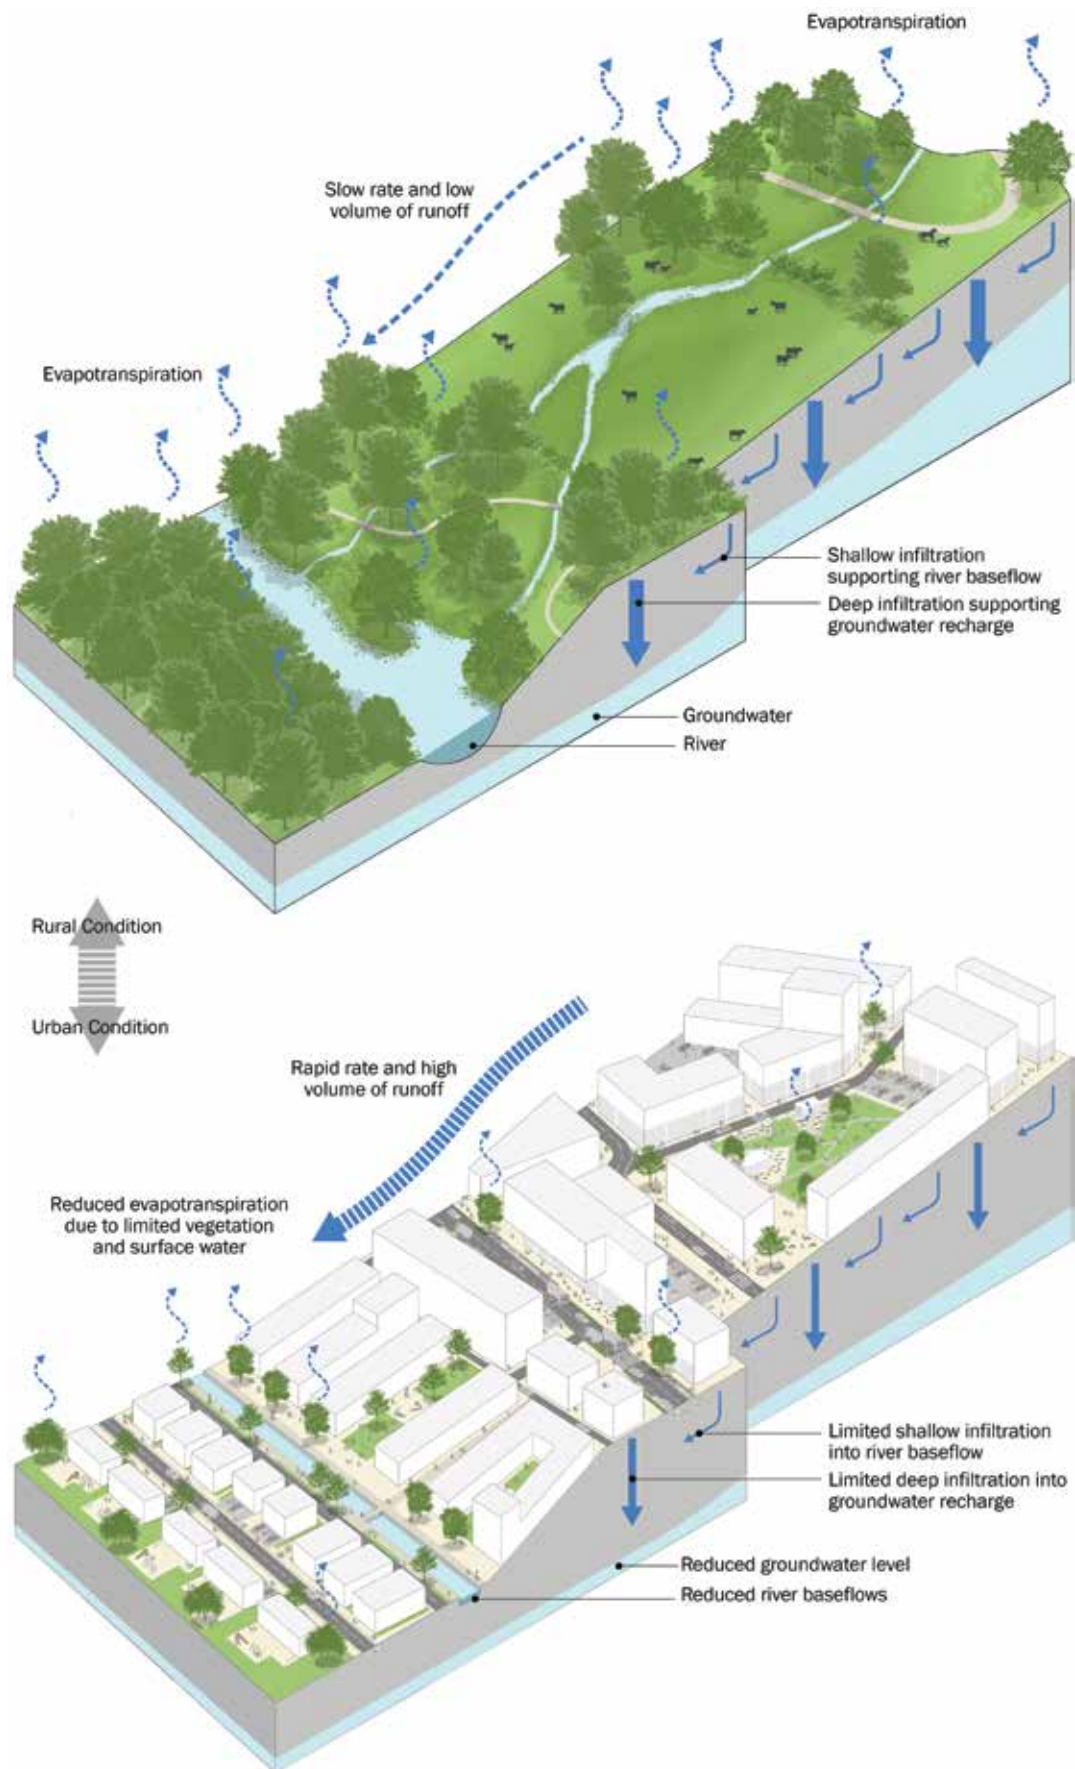 Evapotranspiration
Slow rate and low
volume of runoff
Evapotranspiration
Shallow infiltration
supporting river baseflow
Deep infiltration supporting
groundwater recharge
Groundwater
River
Rural Condition
Urban Condition
Rapid rate and high
volume of runoff
Reduced evapotranspiration
due to limited vegetation
and surface water
Limited shallow infiltration
into river baseflow
Limited deep infiltration into
groundwater recharge
Reduced groundwater level
Reduced river baseflows